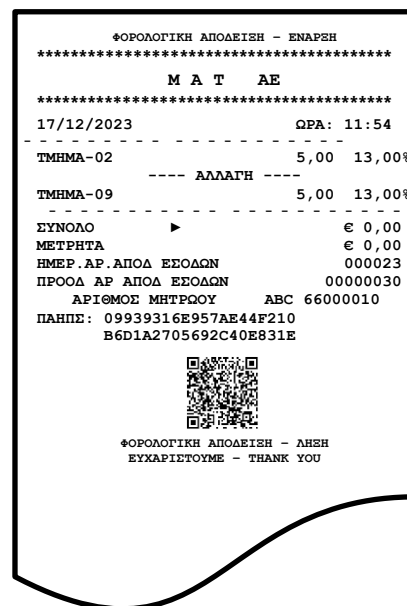 ΦΟΡΟΛΟΓΙΚΗ ΑΠΟΔΕΙΞΗ – ΕΝΑΡΞΗ
******************************************
Μ Α Τ ΑΕ
******************************************
17/12/2023 ΩΡΑ: 11:54
- - - - - - - - - - - - - - - - - - -
ΤΜΗΜΑ-02 5,00 13,00%
---- ΑΛΛΑΓΗ ----
ΤΜΗΜΑ-09 5,00 13,00%
- - - - - - - - - - - - - - - - - - - -
ΣΥΝΟΛΟ ► € 0,00
ΜΕΤΡΗΤΑ € 0,00
ΗΜΕΡ.ΑΡ.ΑΠΟΔ ΕΣΟΔΩΝ 000023
ΠΡΟΟΔ ΑΡ ΑΠΟΔ ΕΣΟΔΩΝ 00000030
ΑΡΙΘΜΟΣ ΜΗΤΡΩΟΥ ABC 66000010
ΠΑΗΠΣ: 09939316E957AE44F210
B6D1A2705692C40E831E
ΦΟΡΟΛΟΓΙΚΗ ΑΠΟΔΕΙΞΗ – ΛΗΞΗ
ΕΥΧΑΡΙΣΤΟΥΜΕ – THANK YOU